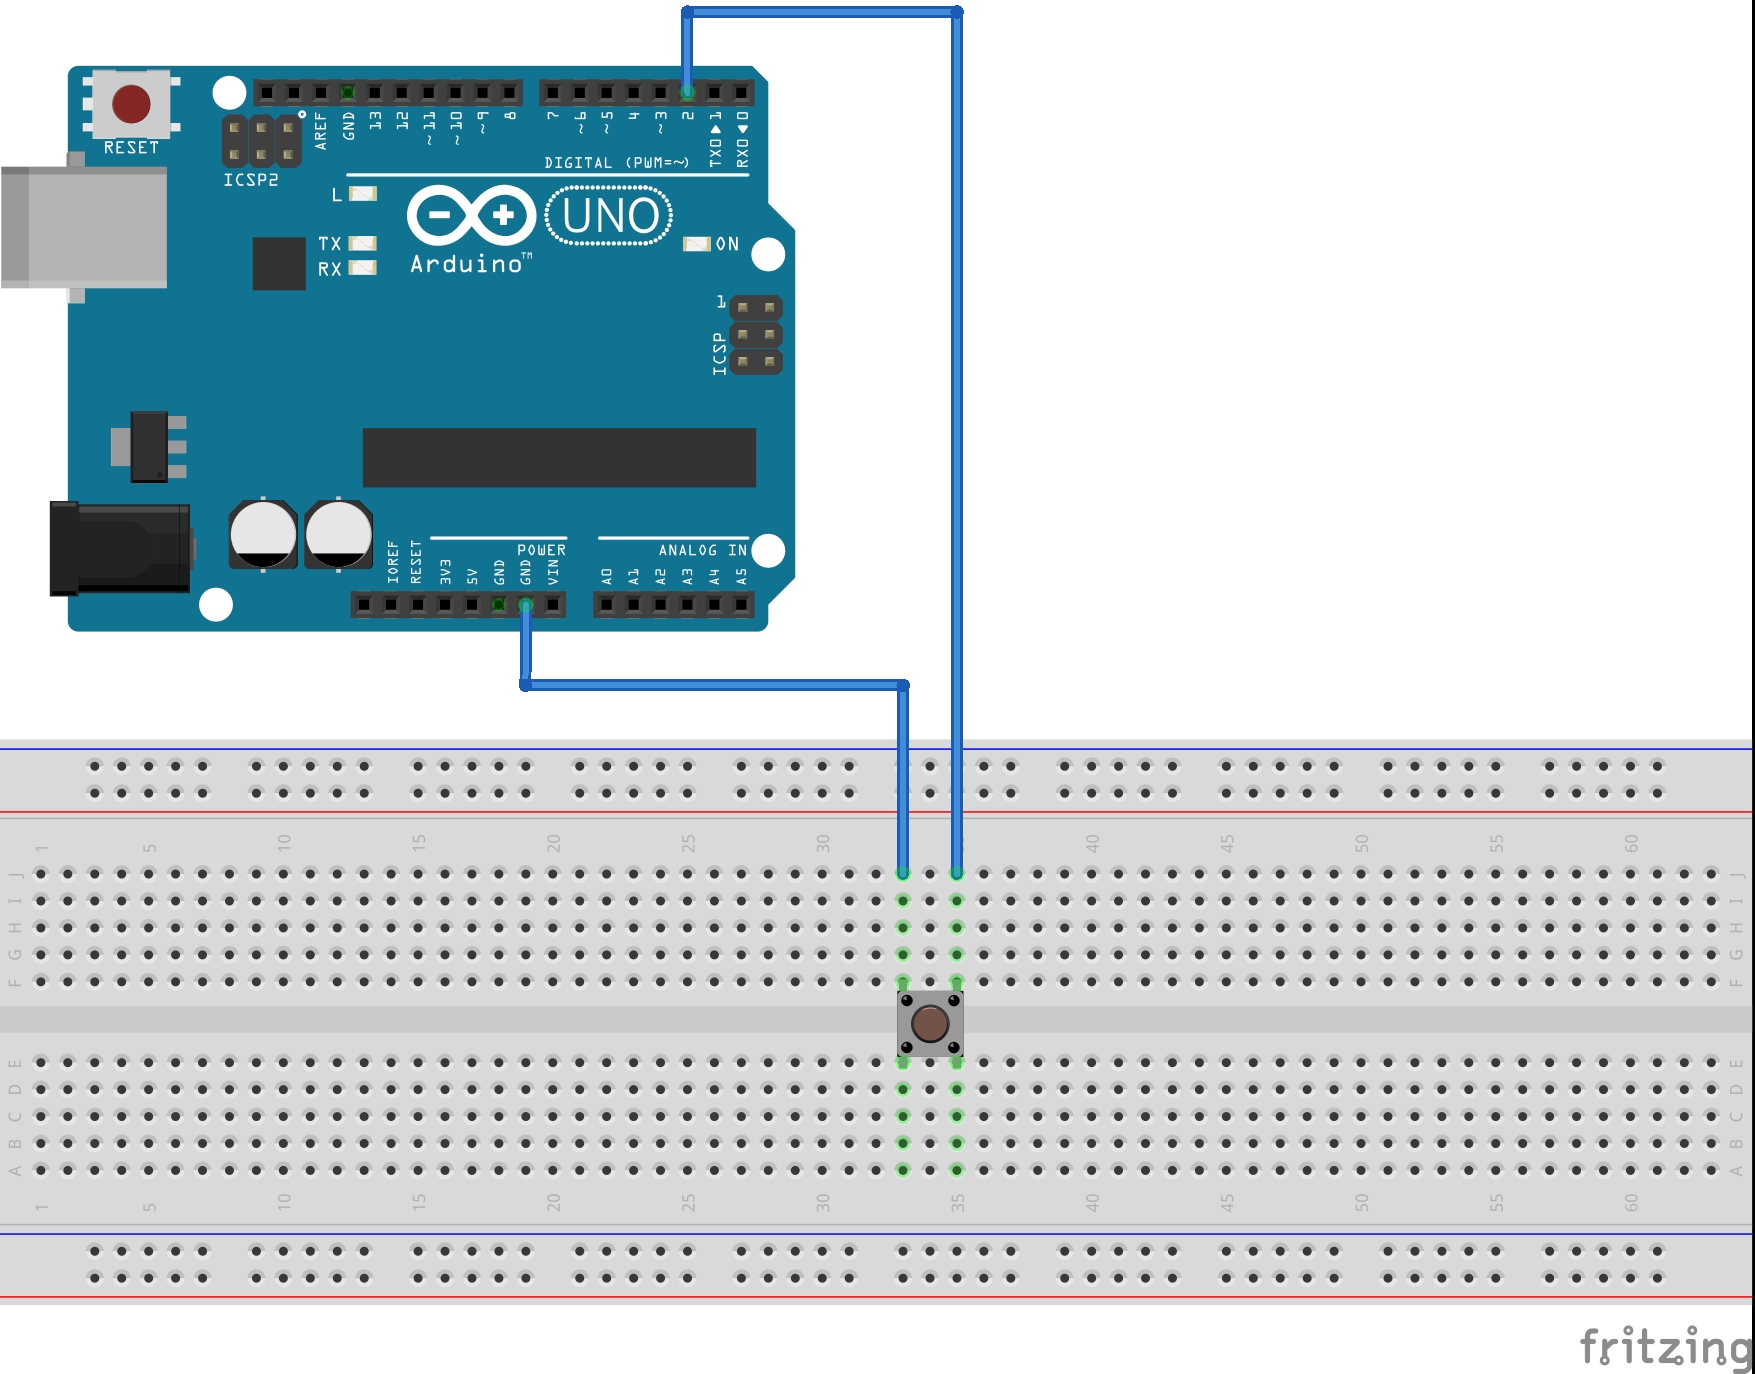 RESET
ICSP2
AREF
GND
13
12
~11
~10
~9
8
7
~6
~5
4
~3
2
TX0▶1
RX0◀0
DIGITAL (PWM=~)
L
TX
RX
UNO
Arduino™
ON
1
ICSP
IOREF
RESET
3V3
5V
GND
GND
VIN
POWER
A0
A1
A2
A3
A4
A5
ANALOG IN
1 5 10 15 20 25 30 40 45 50 55 60
J J
I I
H H
G G
F F
E E
D D
C C
B B
A A
1 5 10 15 20 25 30 35 40 45 50 55 60
fritzing